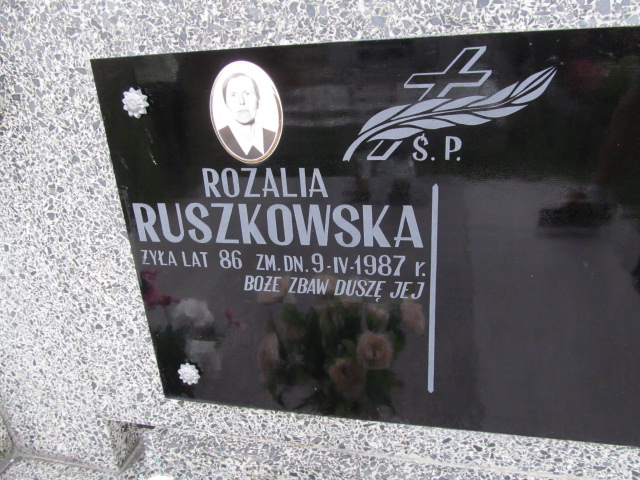 Ś. P.
ROZALIA
RUSZKOWSKA
ŻYŁA LAT 86 ZM. DN. 9-IV-1987 r.
BOŻE ZBAW DUSZĘ JEJ